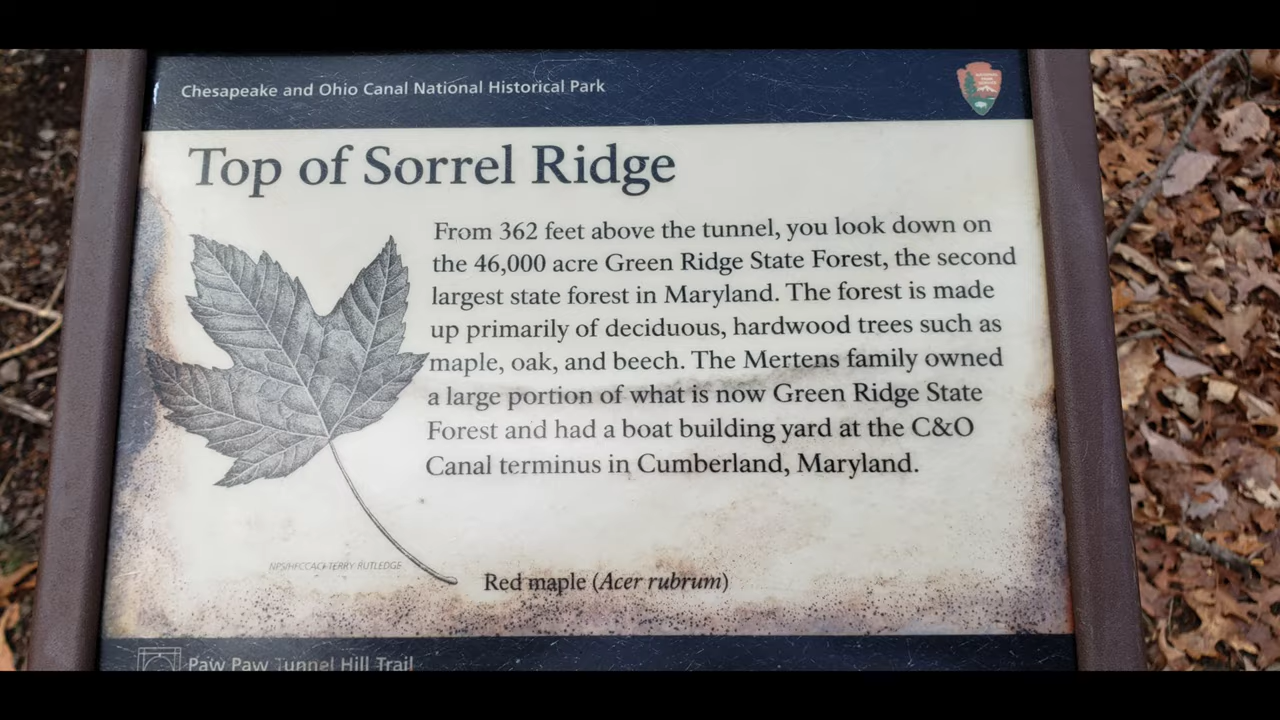 Chesapeake and Ohio Canal National Historical Park
Top of Sorrel Ridge
From 362 feet above the tunnel, you look down on
the 46,000 acre Green Ridge State Forest, the second
largest state forest in Maryland. The forest is made
up primarily of deciduous, hardwood trees such as
maple, oak, and beech. The Mertens family owned
a large portion of what is now Green Ridge State
Forest and had a boat building yard at the C&O
Canal terminus in Cumberland, Maryland.
TERRY RUTLEDGE
Red maple (Acer rubrum)
Paw Paw Tunnel Hill Trail